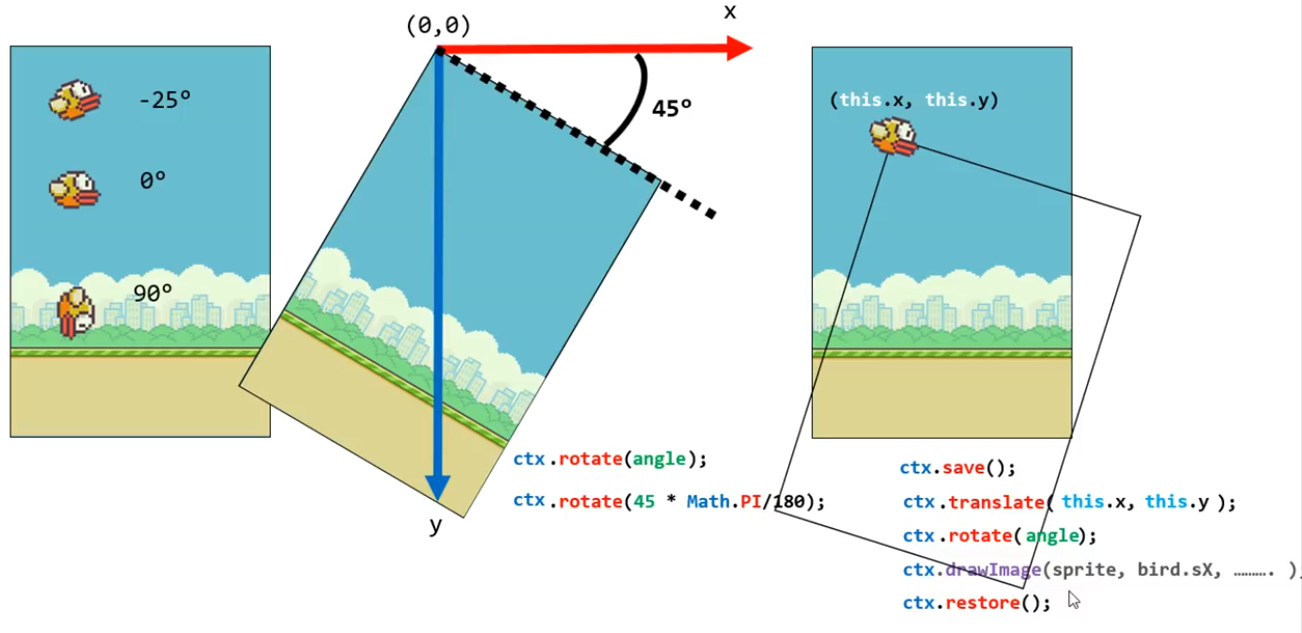 -25°
0°
90°
(0,0)
x
45°
y
ctx.rotate(angle);
ctx.rotate(45 * Math.PI/180);
(this.x, this.y)
ctx.save();
ctx.translate( this.x, this.y );
ctx.rotate(angle);
ctx.drawImage(sprite, bird.sX, ………. );
ctx.restore();